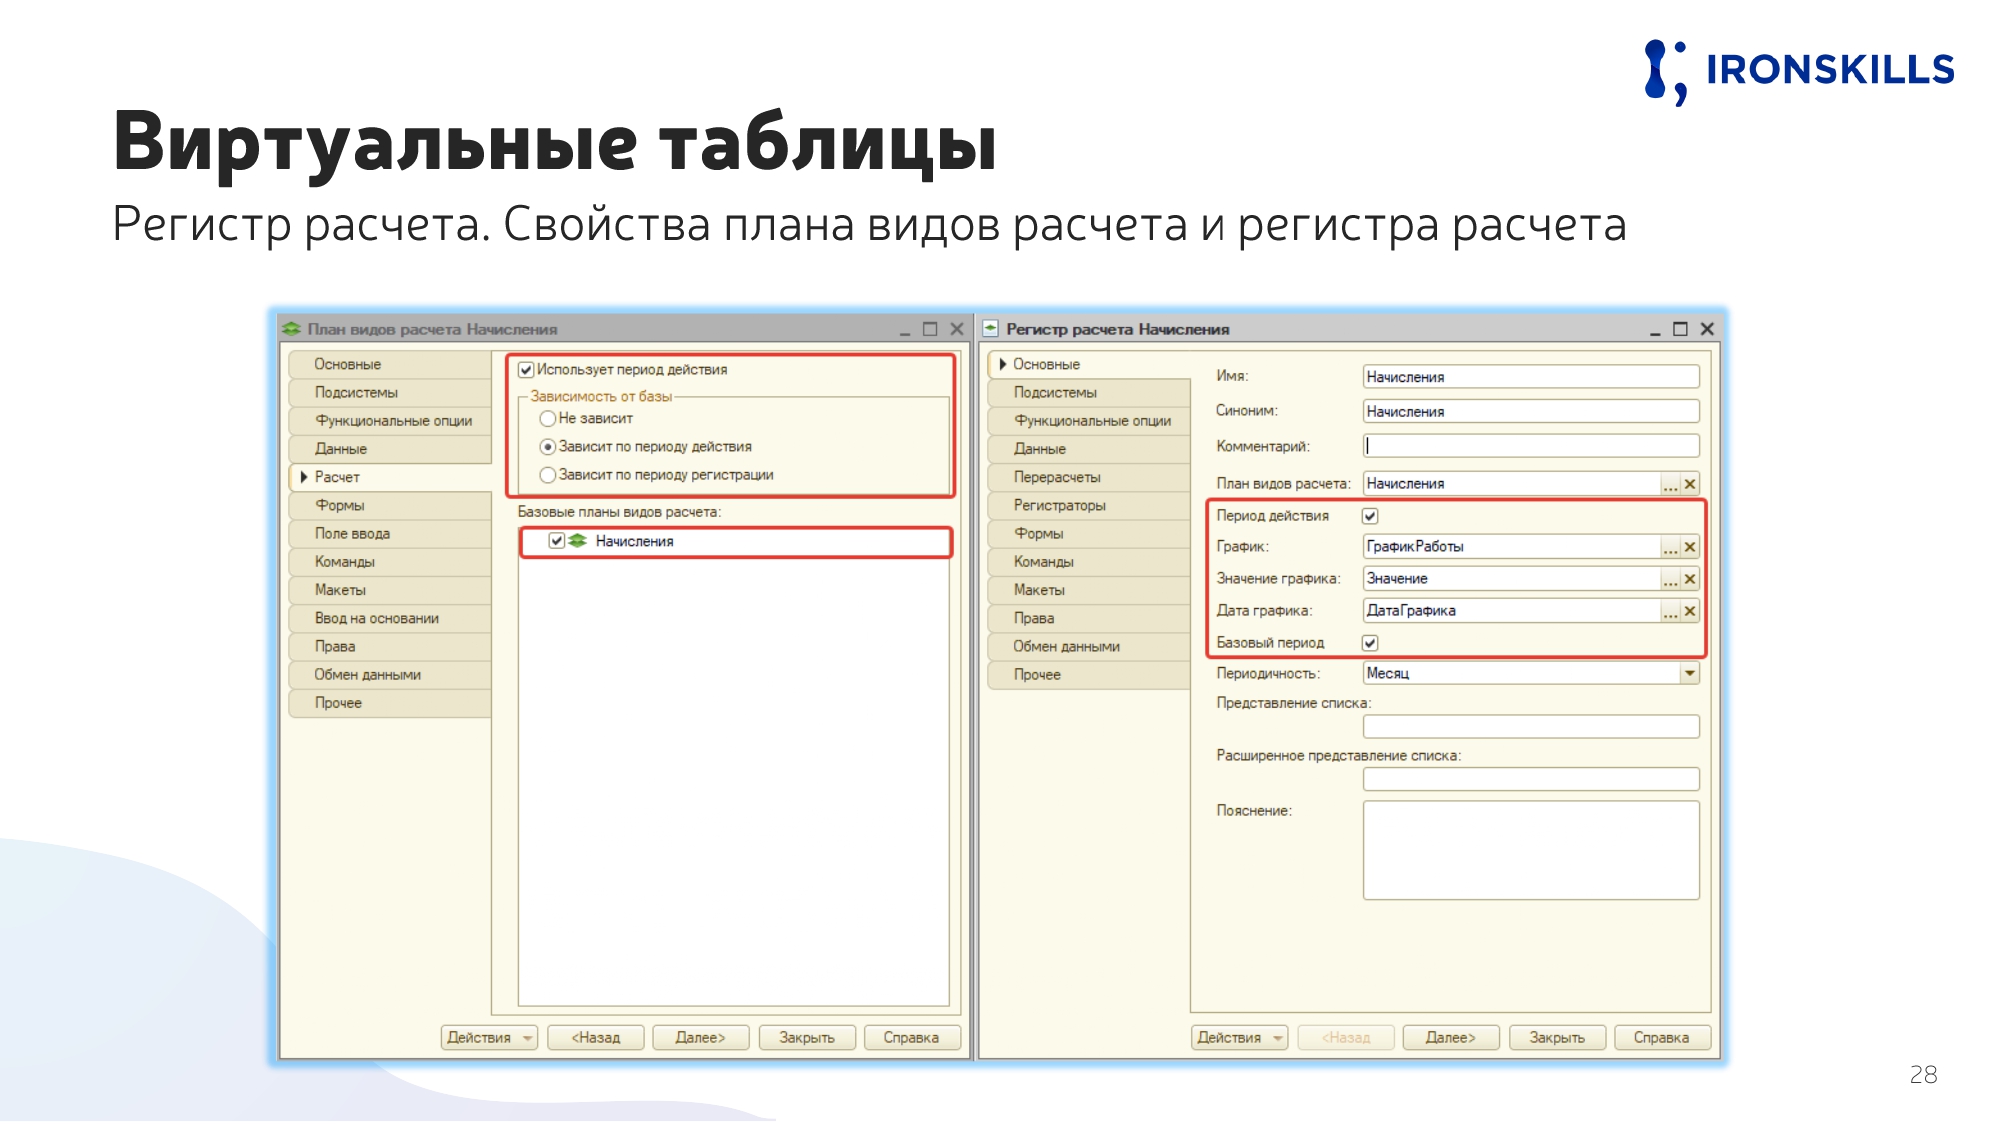 IRONSKILLS
Виртуальные таблицы
Регистр расчета. Свойства плана видов расчета и регистра расчета
План видов расчета Начисления
Основные
Подсистемы
Функциональные опции
Данные
Расчет
Формы
Поле ввода
Команды
Макеты
Ввод на основании
Права
Обмен данными
Прочее
Использует период действия
Зависимость от базы
Не зависит
Зависит по периоду действия
Зависит по периоду регистрации
Базовые планы видов расчета:
Начисления
Действия <Назад Далее> Закрыть Справка
Регистр расчета Начисления
Основные
Подсистемы
Функциональные опции
Данные
Перерасчеты
Регистраторы
Формы
Команды
Макеты
Права
Обмен данными
Прочее
Имя: Начисления
Синоним: Начисления
Комментарий:
План видов расчета: Начисления ...
Период действия
График: ГрафикРаботы ...
Значение графика: Значение ...
Дата графика: ДатаГрафика ...
Базовый период
Периодичность: Месяц
Представление списка:
Расширенное представление списка:
Пояснение:
Действия <Назад Далее> Закрыть Справка
28